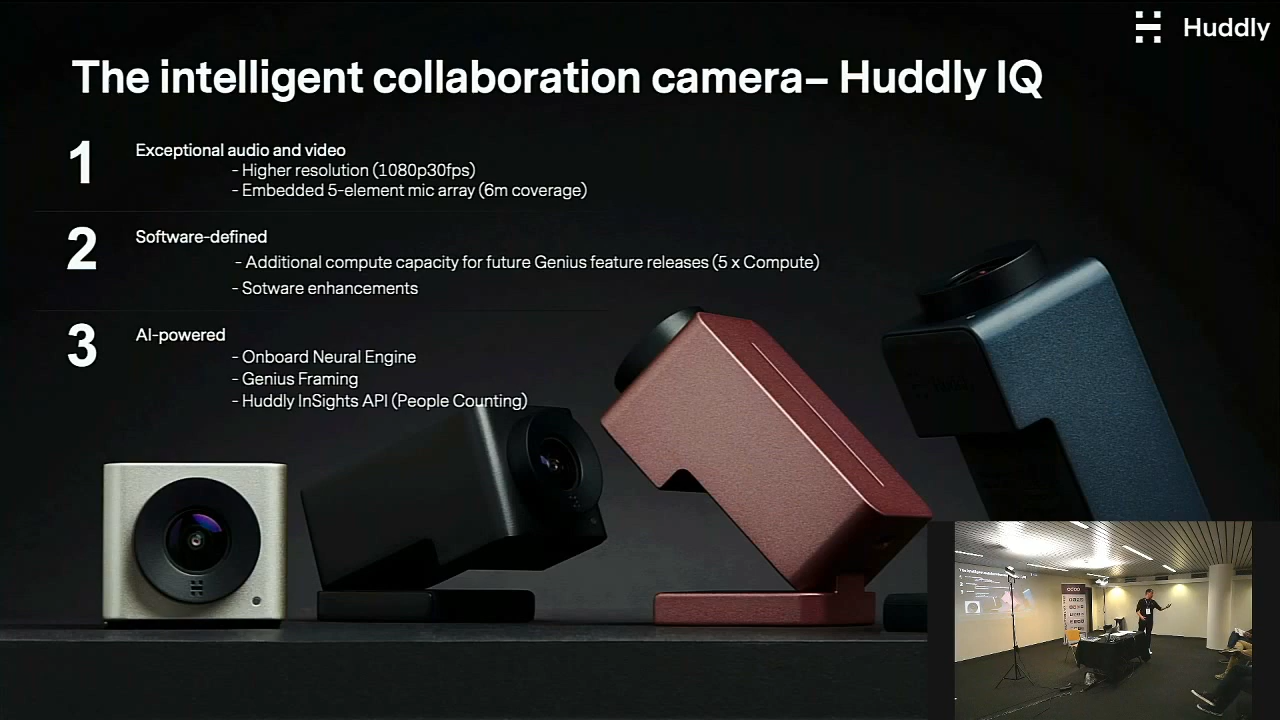 Huddly
The intelligent collaboration camera– Huddly IQ
1
Exceptional audio and video
- Higher resolution (1080p30fps)
- Embedded 5-element mic array (6m coverage)
2
Software-defined
- Additional compute capacity for future Genius feature releases (5 x Compute)
- Sotware enhancements
3
AI-powered
- Onboard Neural Engine
- Genius Framing
- Huddly InSights API (People Counting)
odoo